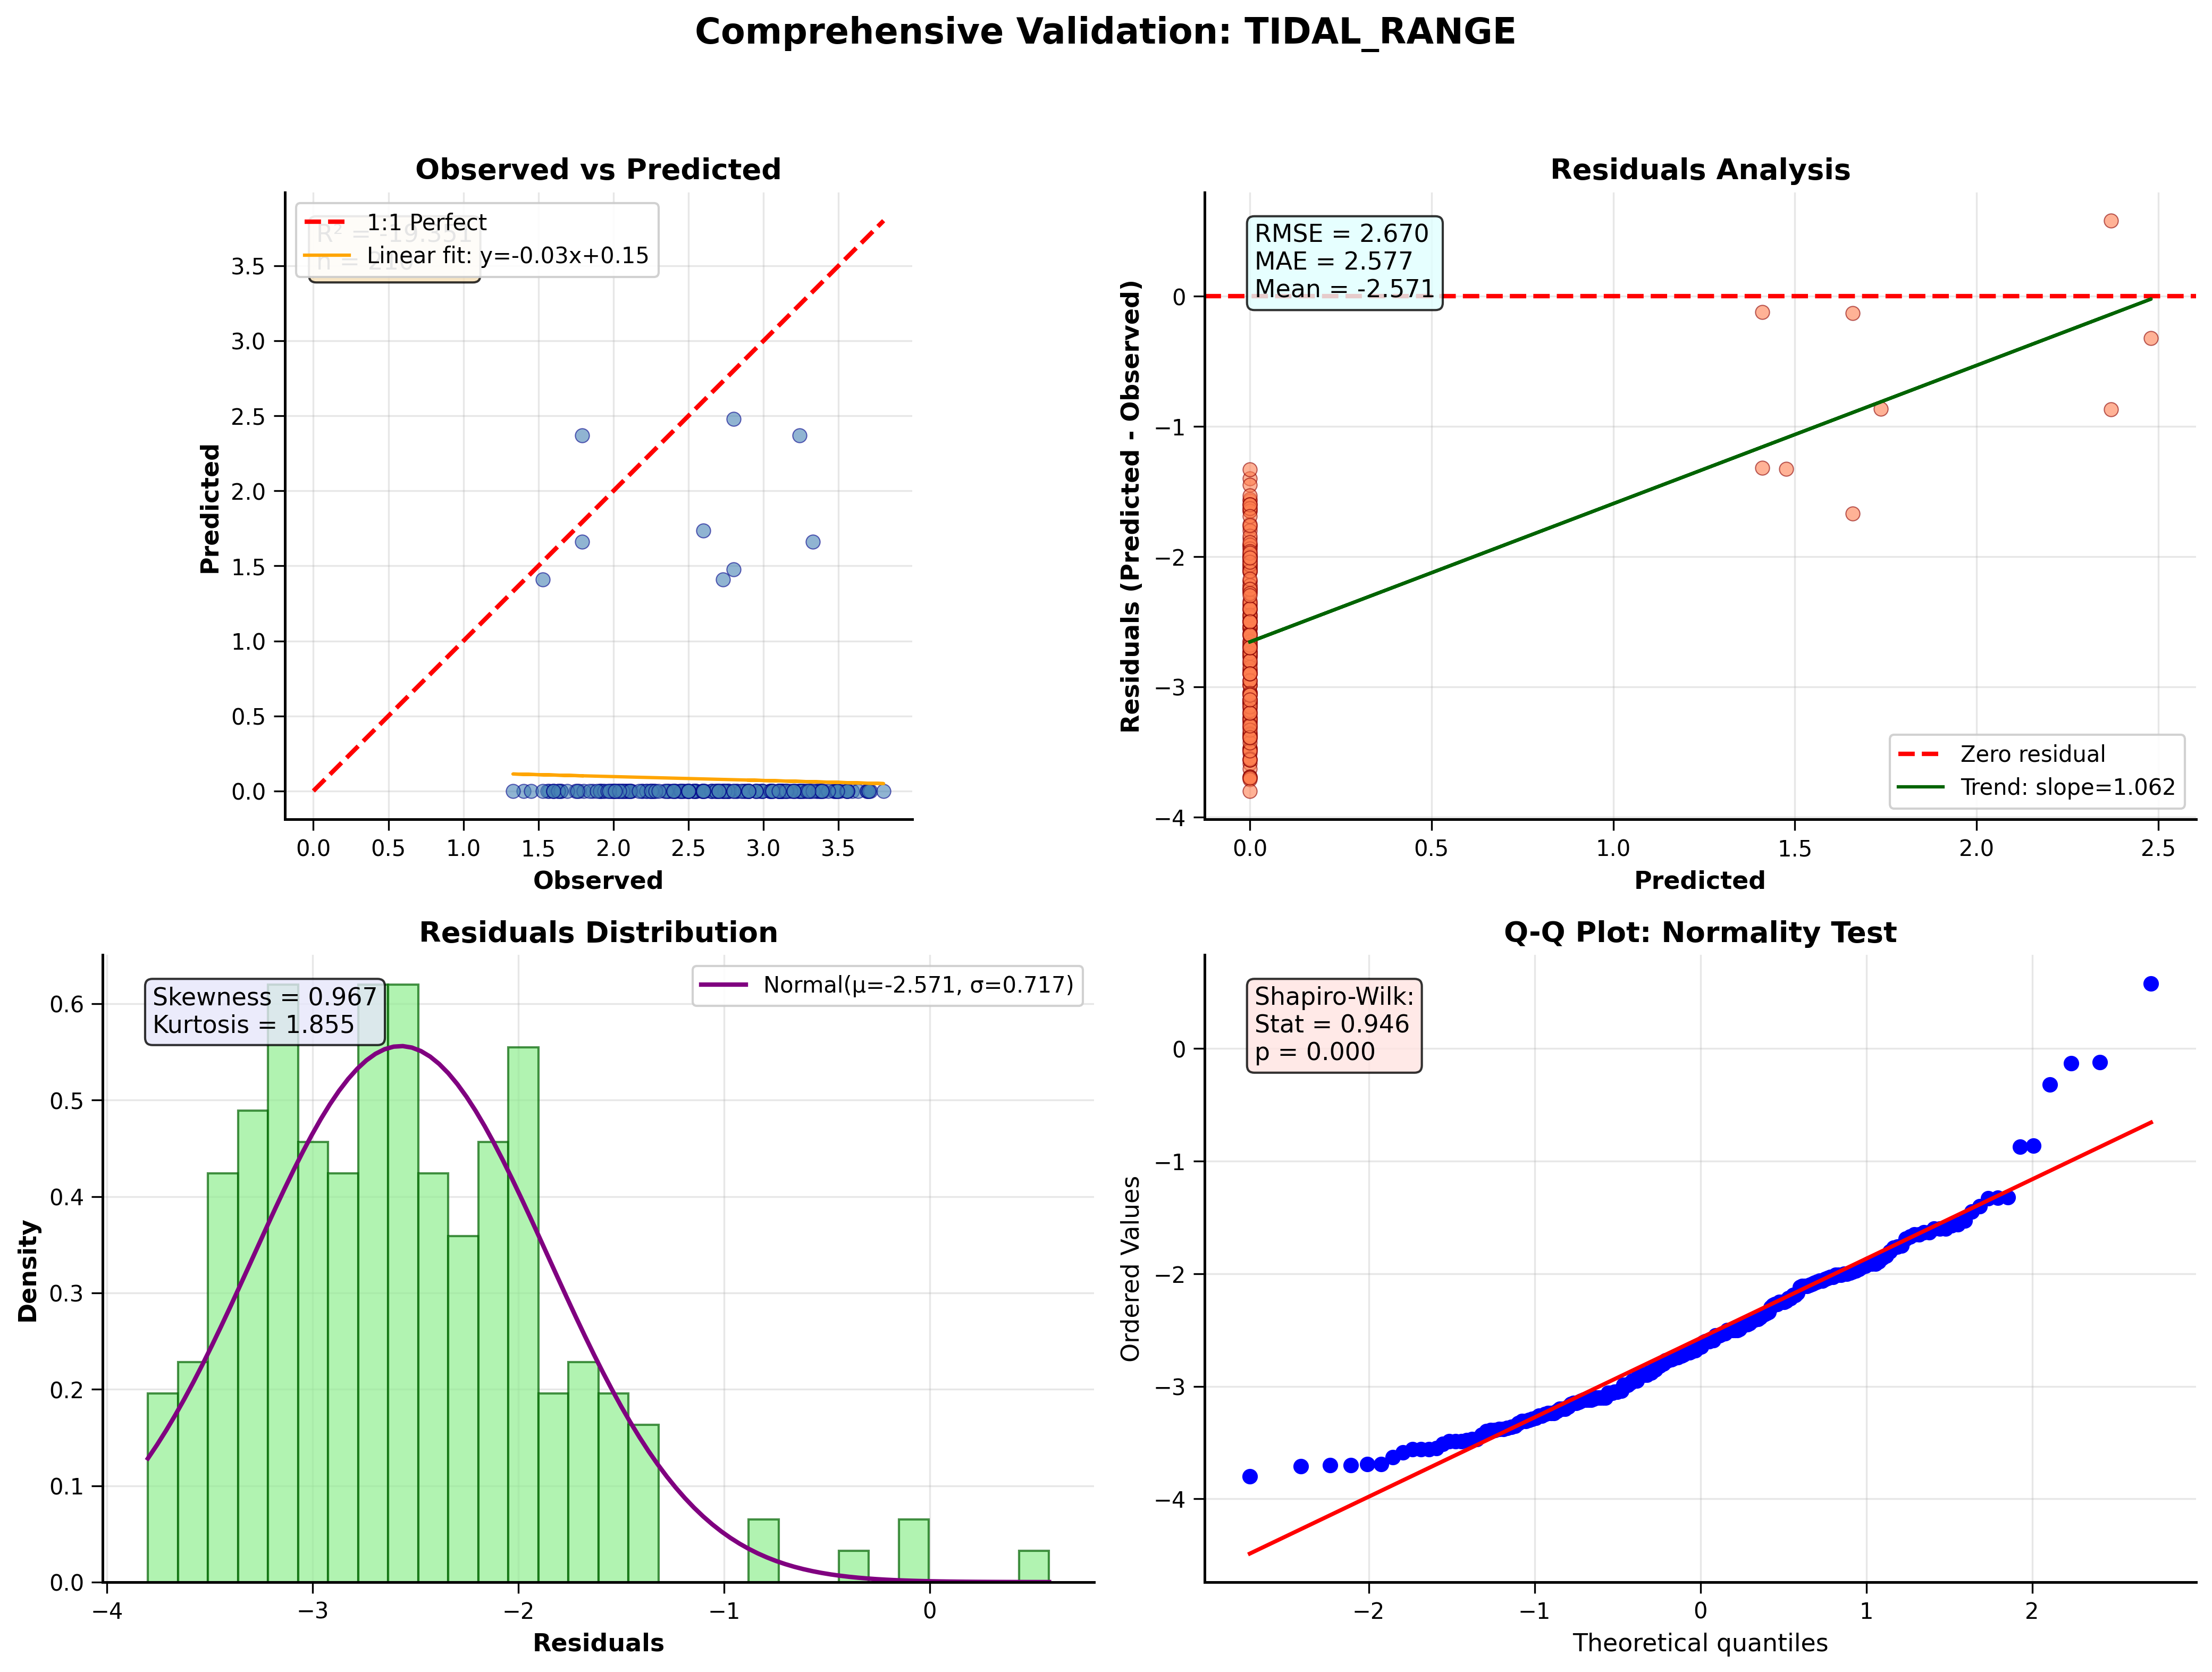 Comprehensive Validation: TIDAL_RANGE
Observed vs Predicted
1:1 Perfect
Linear fit: y=-0.03x+0.15
R² = -19.351
Predicted
3.5
3.0
2.5
2.0
1.5
1.0
0.5
0.0
0.0 0.5 1.0 1.5 2.0 2.5 3.0 3.5
Observed
Residuals Analysis
RMSE = 2.670
MAE = 2.577
Mean = -2.571
Residuals (Predicted - Observed)
0
−1
−2
−3
−4
Zero residual
Trend: slope=1.062
0.0 0.5 1.0 1.5 2.0 2.5
Predicted
Residuals Distribution
Skewness = 0.967
Kurtosis = 1.855
Normal(μ=-2.571, σ=0.717)
Density
0.6
0.5
0.4
0.3
0.2
0.1
0.0
−4 −3 −2 −1 0
Residuals
Q-Q Plot: Normality Test
Shapiro-Wilk:
Stat = 0.946
p = 0.000
Ordered Values
0
−1
−2
−3
−4
−2 −1 0 1 2
Theoretical quantiles